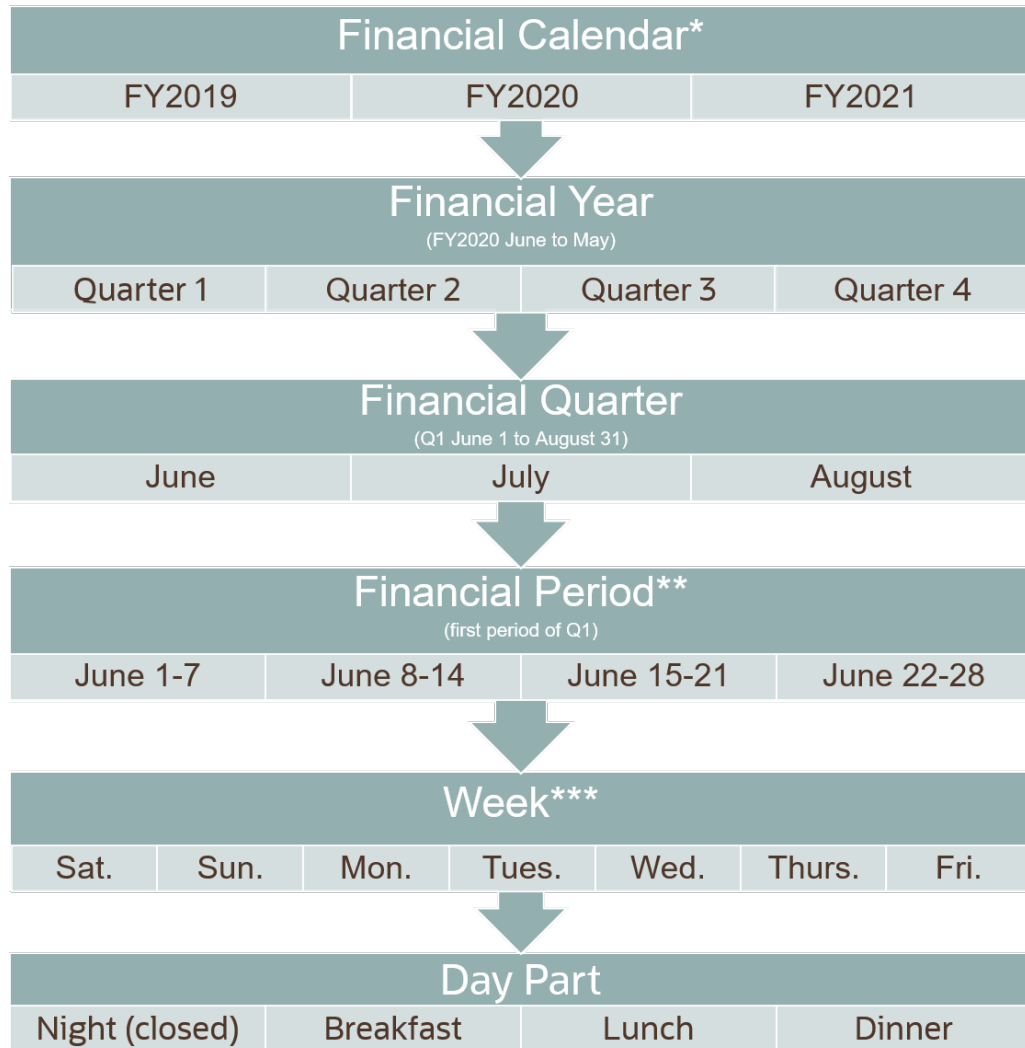 Financial Calendar*
FY2019 FY2020 FY2021
Financial Year
(FY2020 June to May)
Quarter 1 Quarter 2 Quarter 3 Quarter 4
Financial Quarter
(Q1 June 1 to August 31)
June July August
Financial Period**
(first period of Q1)
June 1-7 June 8-14 June 15-21 June 22-28
Week***
Sat. Sun. Mon. Tues. Wed. Thurs. Fri.
Day Part
Night (closed) Breakfast Lunch Dinner